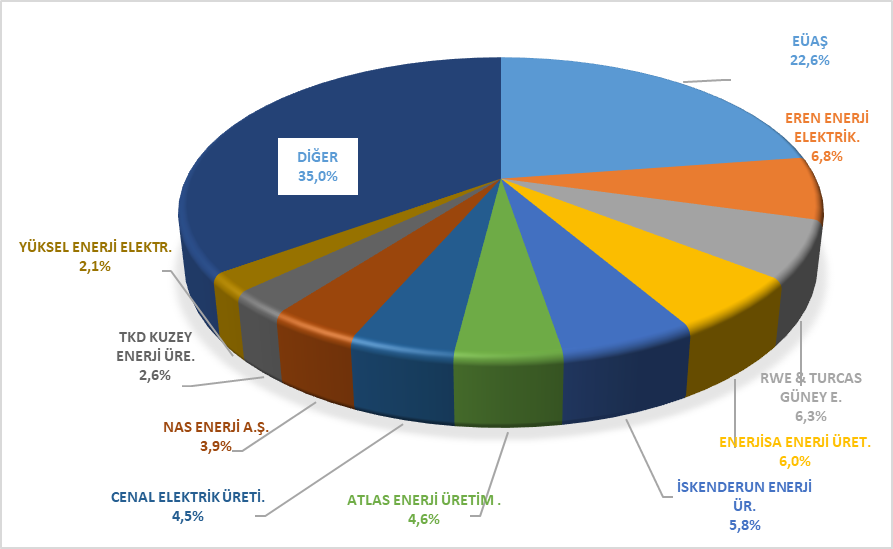 EÜAŞ
22,6%
EREN ENERJİ
ELEKTRİK.
6,8%
RWE & TURCAS
GÜNEY E.
6,3%
ENERJİSA ENERJİ ÜRET.
6,0%
İSKENDERUN ENERJİ
ÜR.
5,8%
ATLAS ENERJİ ÜRETİM .
4,6%
CENAL ELEKTRİK ÜRETİ.
4,5%
NAS ENERJİ A.Ş.
3,9%
TKD KUZEY
ENERJİ ÜRE.
2,6%
YÜKSEL ENERJİ ELEKTR.
2,1%
DİĞER
35,0%